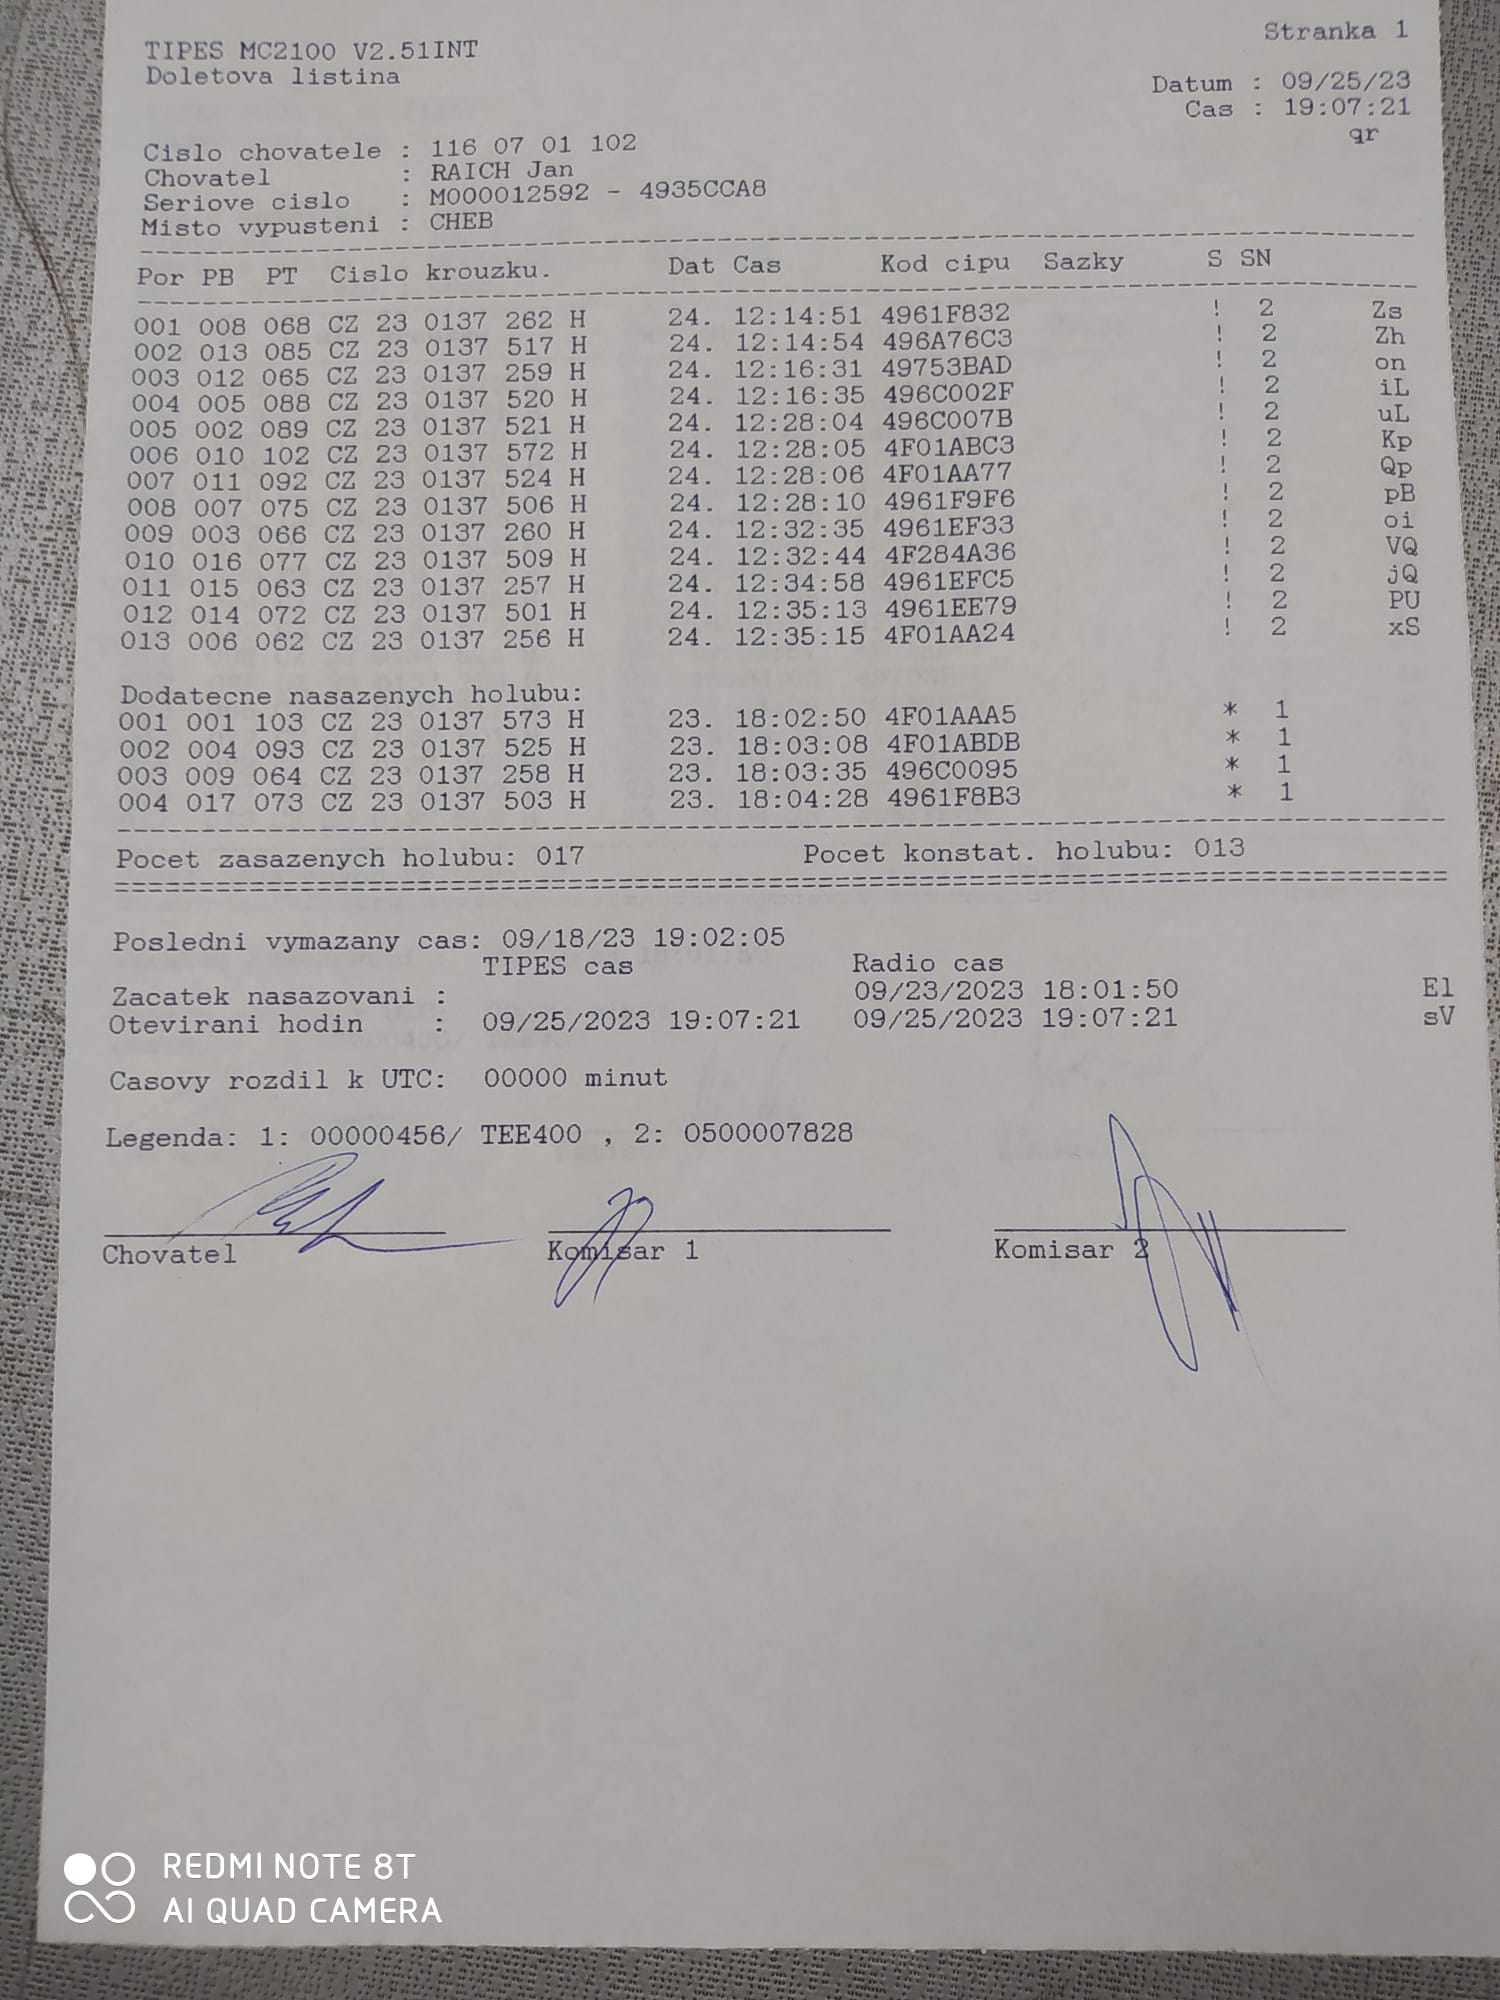 Stranka 1
TIPES MC2100 V2.51INT
Doletova listina
Datum : 09/25/23
Cas : 19:07:21
qr
Cislo chovatele : 116 07 01 102
Chovatel : RAICH Jan
Seriove cislo : M000012592 - 4935CCA8
Misto vypusteni : CHEB
Por PB PT Cislo krouzku. Dat Cas Kod cipu Sazky S SN
001 008 068 CZ 23 0137 262 H 24. 12:14:51 4961F832 ! 2 Zs
002 013 085 CZ 23 0137 517 H 24. 12:14:54 496A76C3 ! 2 Zh
003 012 065 CZ 23 0137 259 H 24. 12:16:31 49753BAD ! 2 on
004 005 088 CZ 23 0137 520 H 24. 12:16:35 496C002F ! 2 iL
005 002 089 CZ 23 0137 521 H 24. 12:28:04 496C007B ! 2 uL
006 010 102 CZ 23 0137 572 H 24. 12:28:05 4F01ABC3 ! 2 Kp
007 011 092 CZ 23 0137 524 H 24. 12:28:06 4F01AA77 ! 2 Qp
008 007 075 CZ 23 0137 506 H 24. 12:28:10 4961F9F6 ! 2 pB
009 003 066 CZ 23 0137 260 H 24. 12:32:35 4961EF33 ! 2 oi
010 016 077 CZ 23 0137 509 H 24. 12:32:44 4F284A36 ! 2 VQ
011 015 063 CZ 23 0137 257 H 24. 12:34:58 4961EFC5 ! 2 jQ
012 014 072 CZ 23 0137 501 H 24. 12:35:13 4961EE79 ! 2 PU
013 006 062 CZ 23 0137 256 H 24. 12:35:15 4F01AA24 ! 2 xS
Dodatecne nasazenych holubu:
001 001 103 CZ 23 0137 573 H 23. 18:02:50 4F01AAA5 * 1
002 004 093 CZ 23 0137 525 H 23. 18:03:08 4F01ABDB * 1
003 009 064 CZ 23 0137 258 H 23. 18:03:35 496C0095 * 1
004 017 073 CZ 23 0137 503 H 23. 18:04:28 4961F8B3 * 1
Pocet zasazenych holubu: 017 Pocet konstat. holubu: 013
Posledni vymazany cas: 09/18/23 19:02:05
TIPES cas Radio cas
Zacatek nasazovani : 09/23/2023 18:01:50 El
Otevirani hodin : 09/25/2023 19:07:21 09/25/2023 19:07:21 sV
Casovy rozdil k UTC: 00000 minut
Legenda: 1: 00000456/ TEE400 , 2: 0500007828
Chovatel Komisar 1 Komisar 2
REDMI NOTE 8T
AI QUAD CAMERA